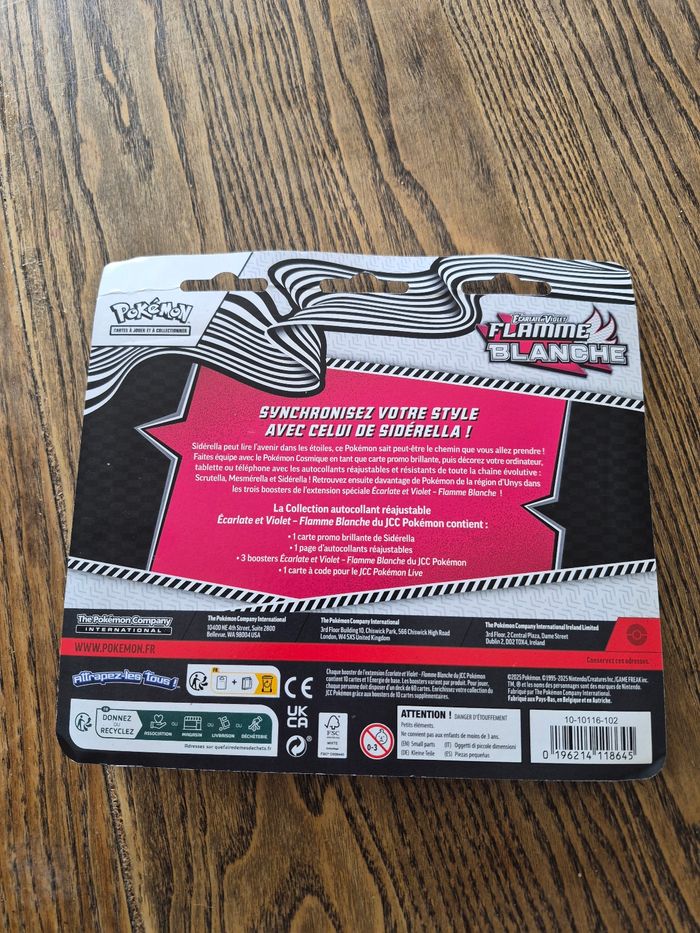 POKÉMON
CARTES À JOUER ET À COLLECTIONNER
ÉCARLATE ET VIOLET
FLAMME
BLANCHE
SYNCHRONISEZ VOTRE STYLE
AVEC CELUI DE SIDÉRELLA !
Sidérella peut lire l'avenir dans les étoiles, ce Pokémon sait peut-être le chemin que vous allez prendre !
Faites équipe avec le Pokémon Cosmique en tant que carte promo brillante, puis décorez votre ordinateur,
tablette ou téléphone avec les autocollants réajustables et résistants de toute la chaîne évolutive :
Scrutella, Mesmérella et Sidérella ! Retrouvez ensuite davantage de Pokémon de la région d'Unys dans
les trois boosters de l'extension spéciale Écarlate et Violet – Flamme Blanche !
La Collection autocollant réajustable
Écarlate et Violet – Flamme Blanche du JCC Pokémon contient :
• 1 carte promo brillante de Sidérella
• 1 page d'autocollants réajustables
• 3 boosters Écarlate et Violet – Flamme Blanche du JCC Pokémon
• 1 carte à code pour le JCC Pokémon Live
The Pokémon Company
INTERNATIONAL
The Pokémon Company International
10400 NE 4th Street, Suite 2800
Bellevue, WA 98004 USA
The Pokémon Company International
3rd Floor Building 10, Chiswick Park, 566 Chiswick High Road
London, W4 5XS United Kingdom
The Pokémon Company International Ireland Limited
3rd Floor, 2 Central Plaza, Dame Street
Dublin 2, D02 T0X4, Ireland
WWW.POKEMON.FR
Conservez ces adresses.
Attrapez-les Tous !
FR
CE
Chaque booster de l'extension Écarlate et Violet – Flamme Blanche du JCC Pokémon
contient 10 cartes et 1 Énergie de base. Les boosters varient par produit. Pour jouer,
chaque personne doit disposer d'un deck de 60 cartes. Enrichissez votre collection du
JCC Pokémon grâce aux boosters de 10 cartes supplémentaires.
©2025 Pokémon. ©1995–2025 Nintendo/Creatures Inc./GAME FREAK inc.
TM, ® et les noms des personnages sont des marques de Nintendo.
Fabriqué par The Pokémon Company International.
Fabriqué aux Pays-Bas, en Belgique et en Autriche.
DONNEZ
OU
RECYCLEZ
ASSOCIATION
OU
MAGASIN
OU
LIVRAISON
OU
DÉCHÈTERIE
Adresses sur quefairedemesdechets.fr
UK
CA
FSC
MIXTE
0-3
ATTENTION ! DANGER D'ÉTOUFFEMENT
Petits éléments.
Ne convient pas aux enfants de moins de 3 ans.
(EN) Small parts (IT) Oggetti di piccole dimensioni
(DE) Kleine Teile (ES) Piezas pequeñas
10-10116-102
0 196214 118645